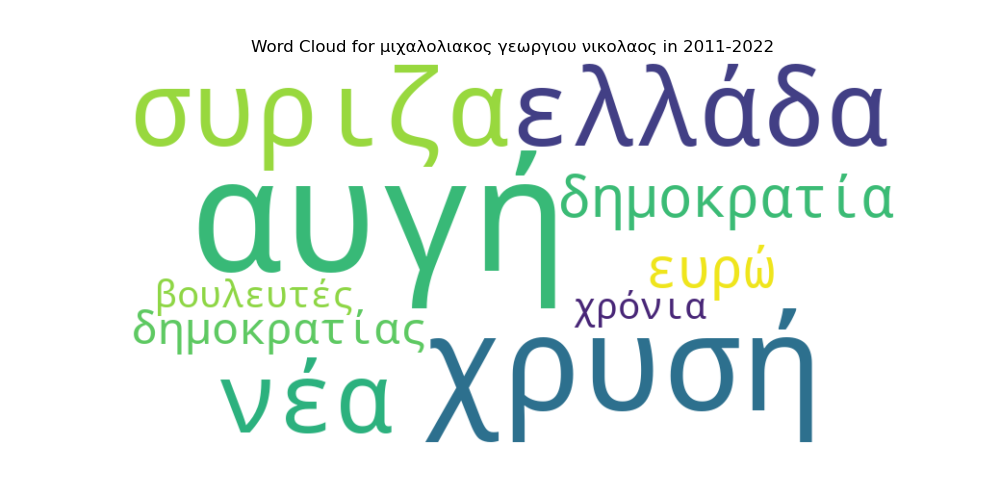 Word Cloud for μιχαλολιακος γεωργιου νικολαος in 2011-2022
συριζα ελλάδα
αυγή δημοκρατία
ευρώ
βουλευτές χρόνια
δημοκρατίας
νέα χρυσή